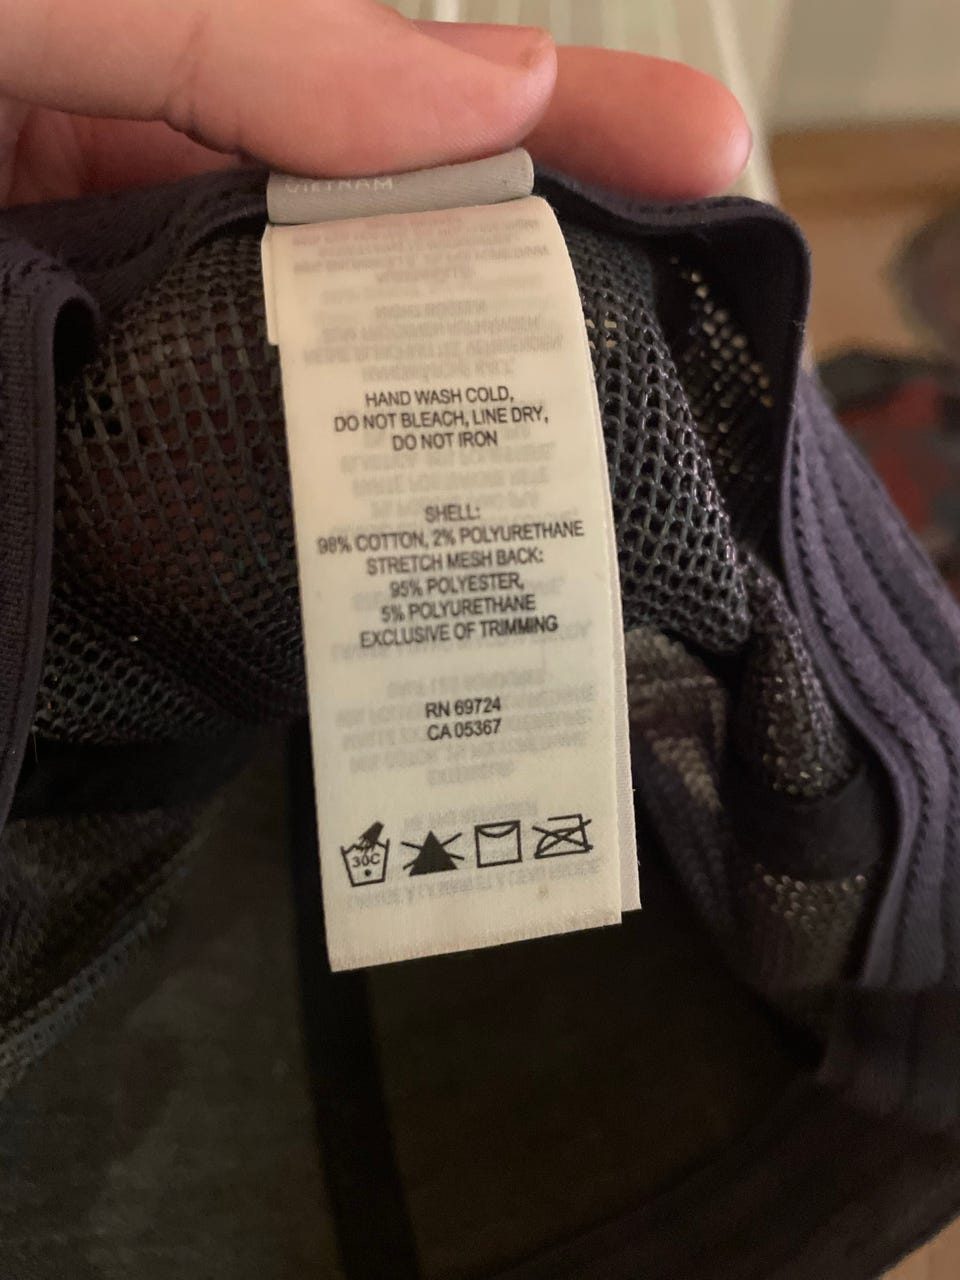 VIETNAM
HAND WASH COLD,
DO NOT BLEACH, LINE DRY,
DO NOT IRON
SHELL:
98% COTTON, 2% POLYURETHANE
STRETCH MESH BACK:
95% POLYESTER,
5% POLYURETHANE
EXCLUSIVE OF TRIMMING
RN 69724
CA 05367
30C